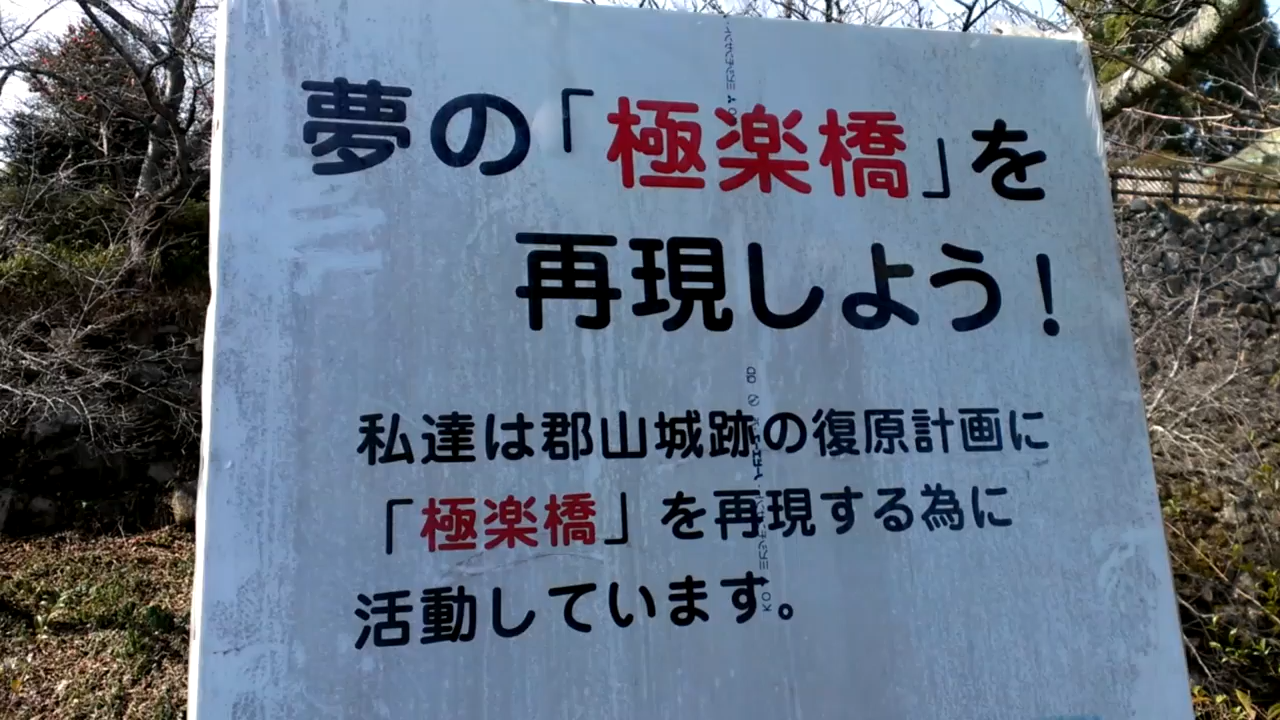 夢の「極楽橋」を
再現しよう!
私達は郡山城跡の復原計画に
「極楽橋」を再現する為に
活動しています。